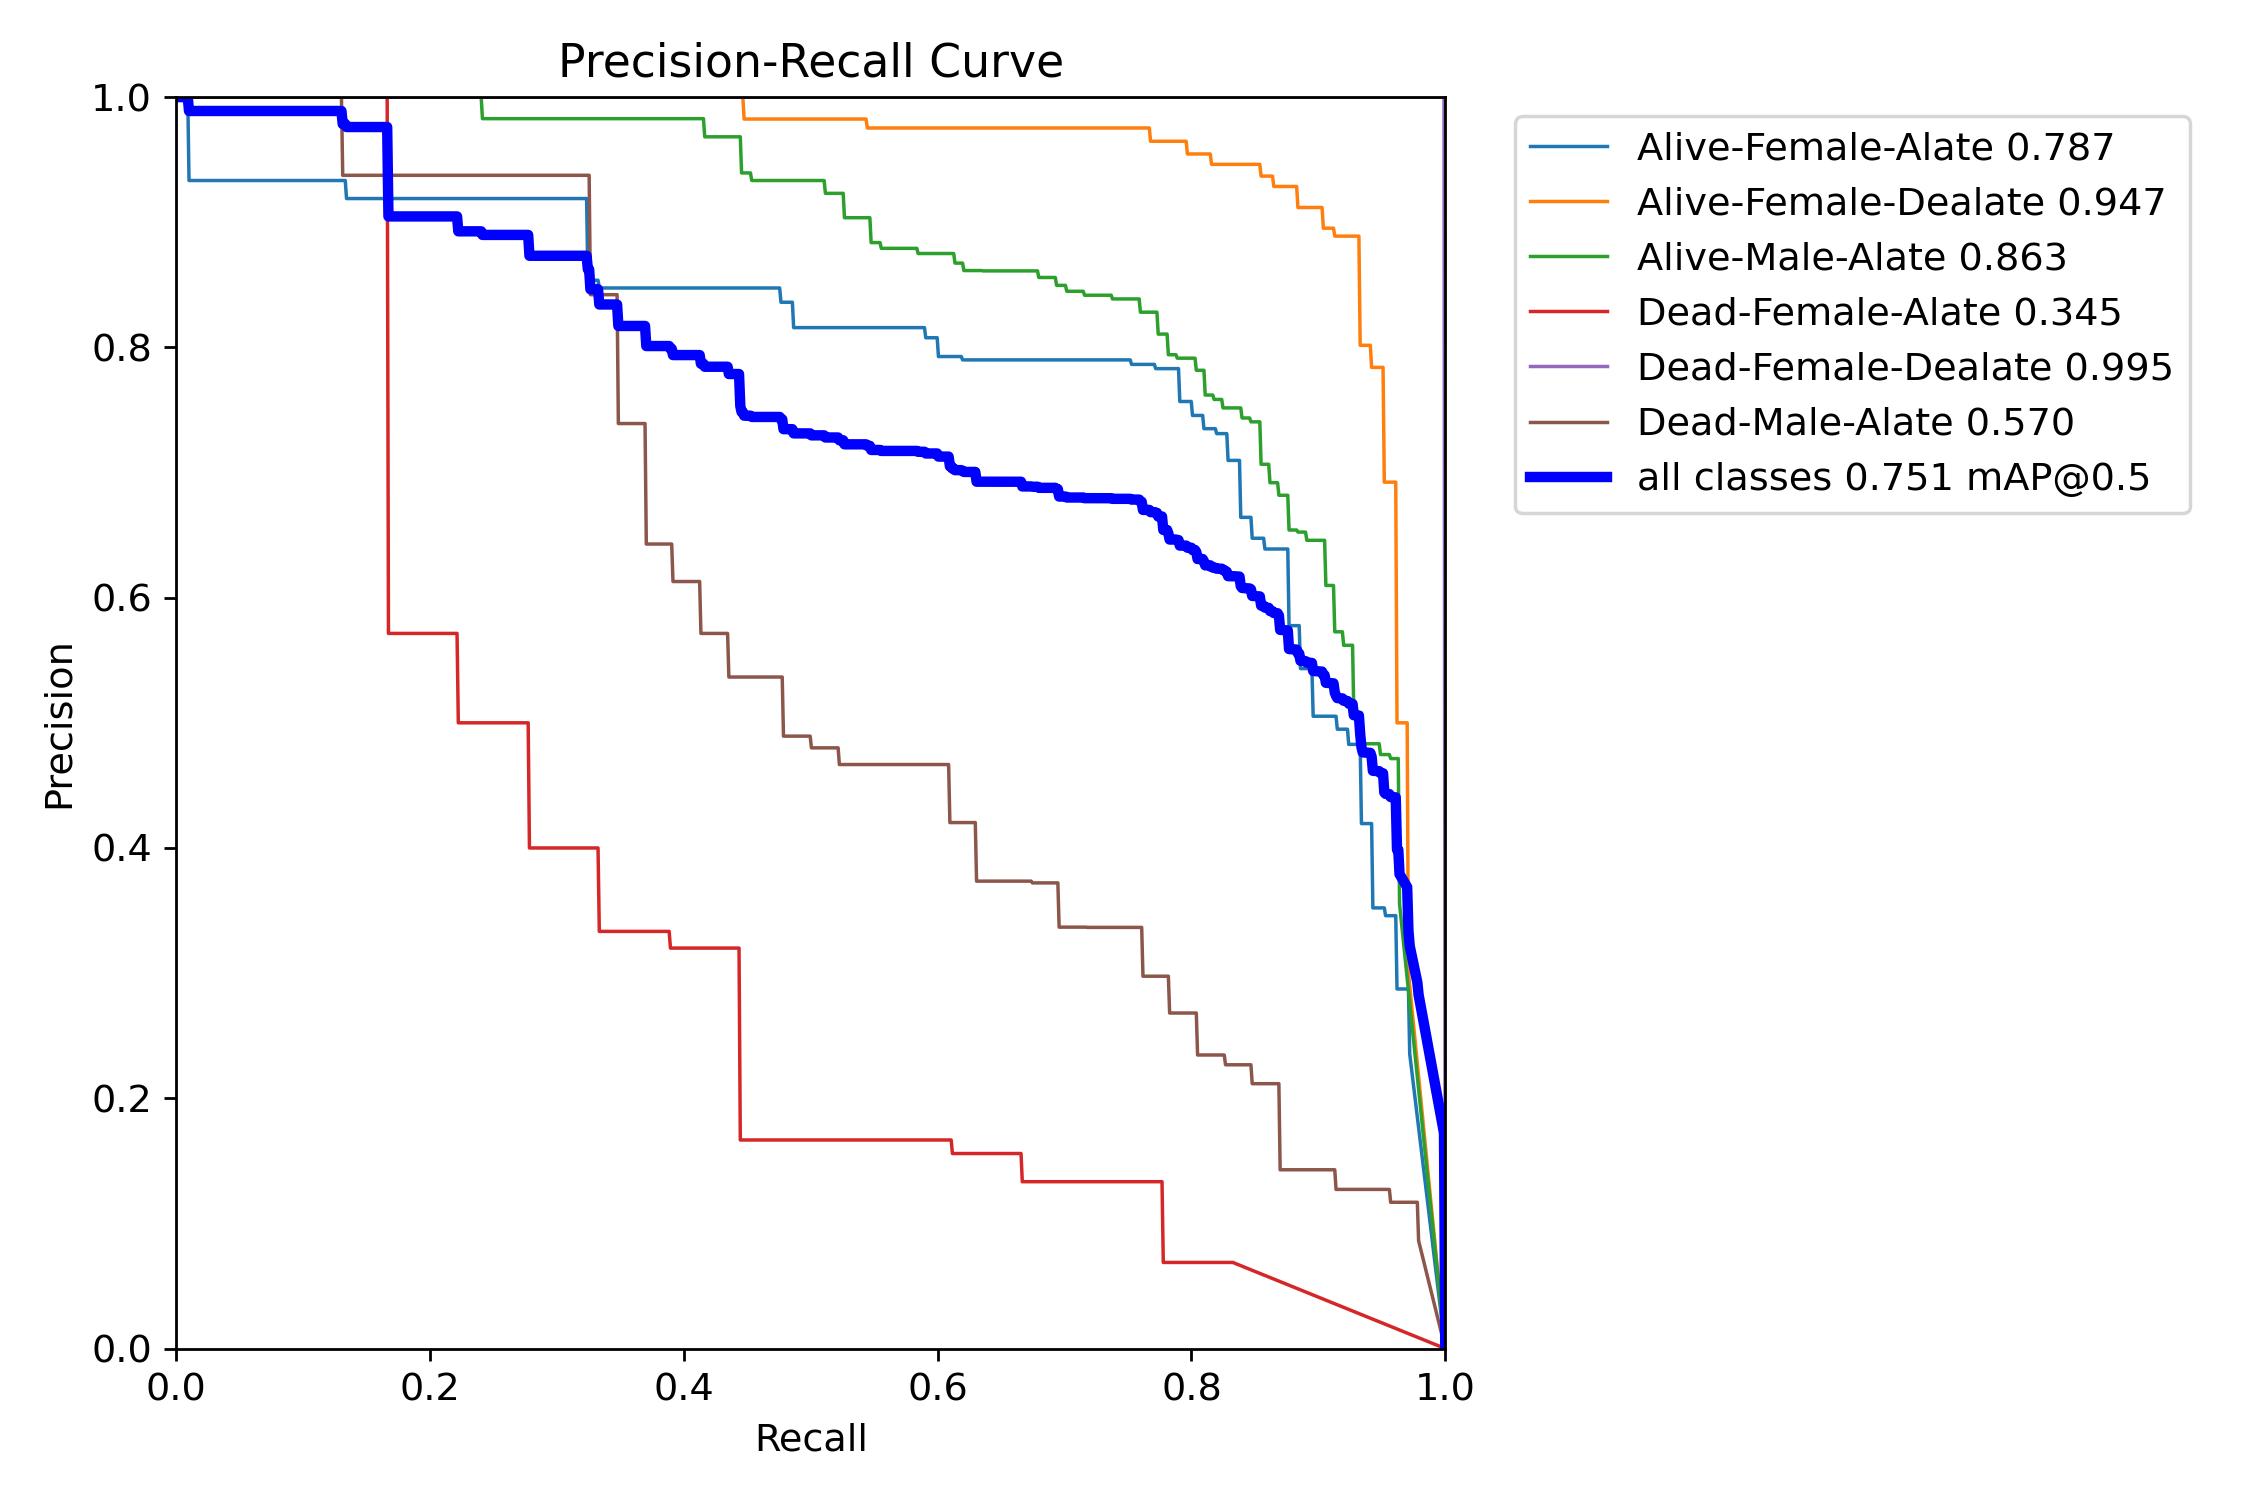 Precision-Recall Curve
1.0
0.8
0.6
0.4
0.2
0.0
Precision
0.0 0.2 0.4 0.6 0.8 1.0
Recall
Alive-Female-Alate 0.787
Alive-Female-Dealate 0.947
Alive-Male-Alate 0.863
Dead-Female-Alate 0.345
Dead-Female-Dealate 0.995
Dead-Male-Alate 0.570
all classes 0.751 mAP@0.5